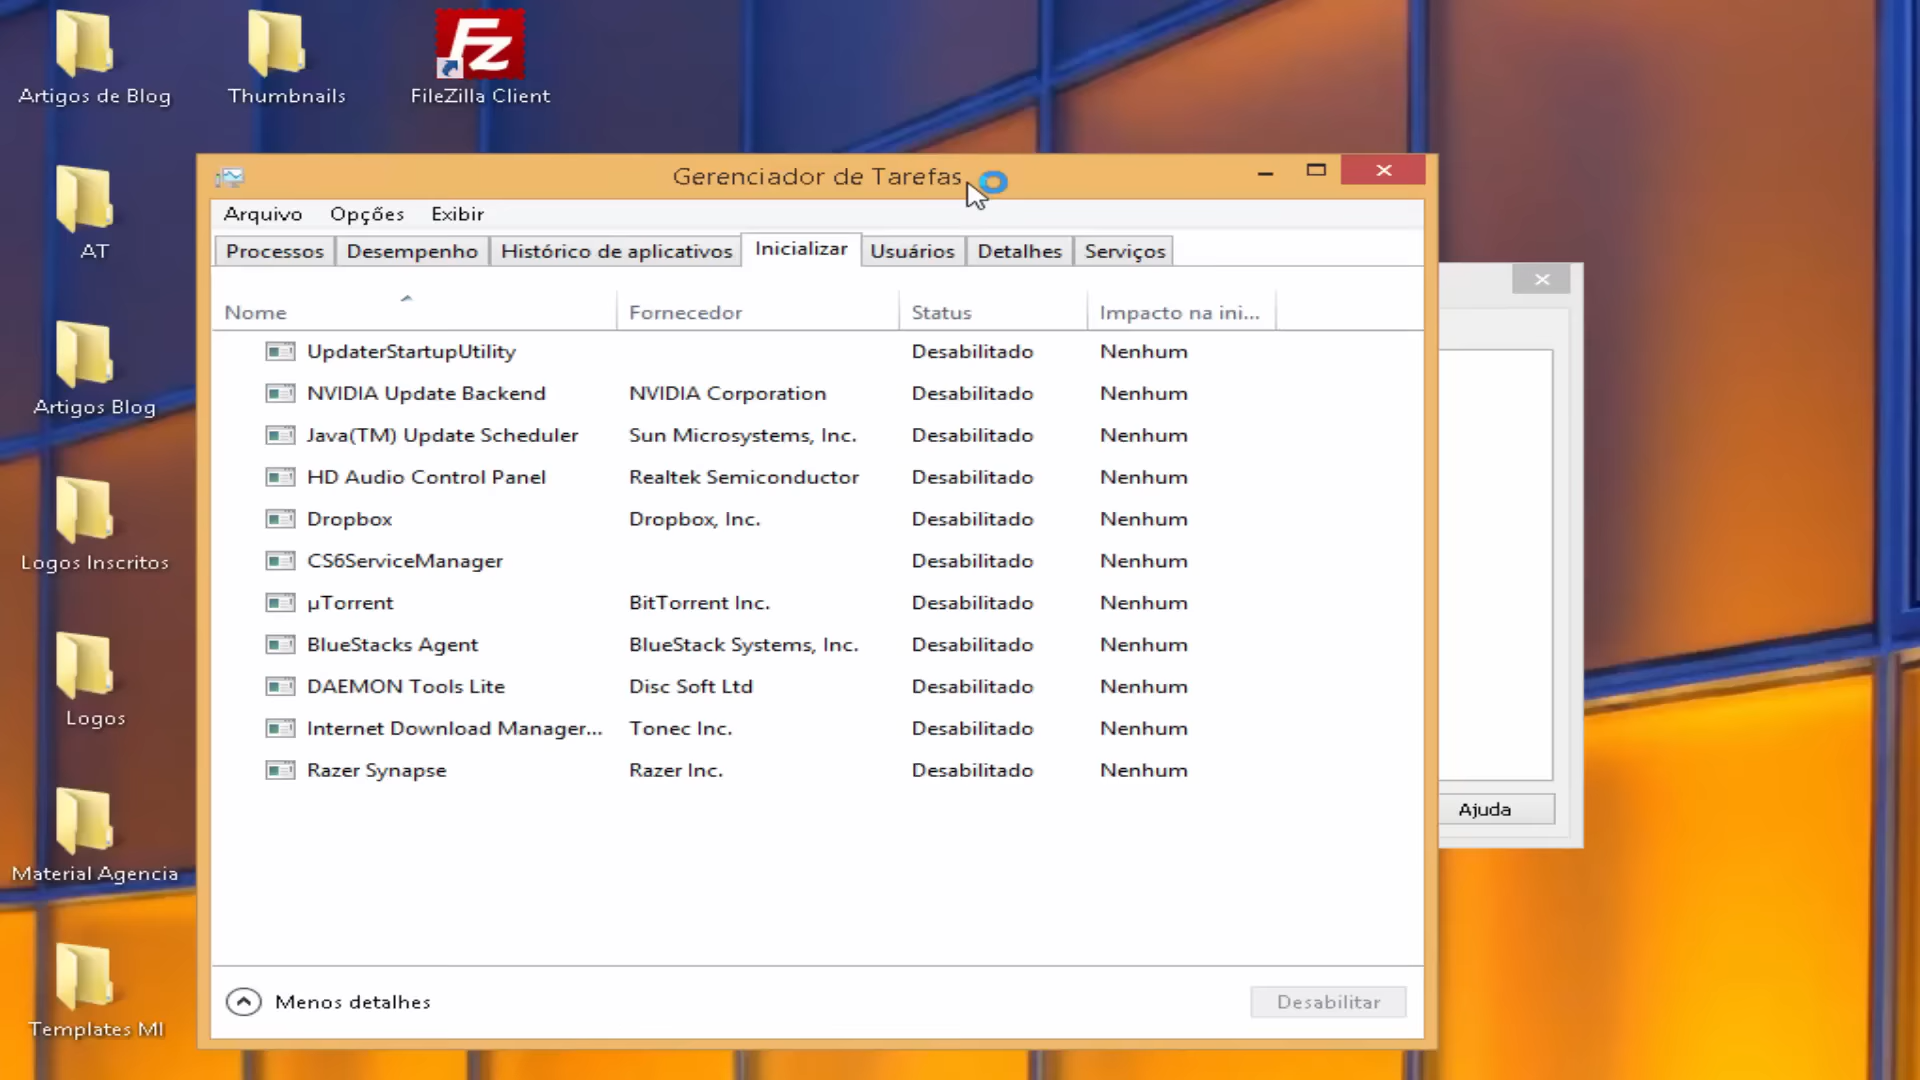 Artigos de Blog
Thumbnails
FileZilla Client
AT
Artigos Blog
Logos Inscritos
Logos
Material Agencia
Templates MI
Gerenciador de Tarefas
Arquivo Opções Exibir
Processos Desempenho Histórico de aplicativos Inicializar Usuários Detalhes Serviços
Nome Fornecedor Status Impacto na ini...
UpdaterStartupUtility Desabilitado Nenhum
NVIDIA Update Backend NVIDIA Corporation Desabilitado Nenhum
Java(TM) Update Scheduler Sun Microsystems, Inc. Desabilitado Nenhum
HD Audio Control Panel Realtek Semiconductor Desabilitado Nenhum
Dropbox Dropbox, Inc. Desabilitado Nenhum
CS6ServiceManager Desabilitado Nenhum
µTorrent BitTorrent Inc. Desabilitado Nenhum
BlueStacks Agent BlueStack Systems, Inc. Desabilitado Nenhum
DAEMON Tools Lite Disc Soft Ltd Desabilitado Nenhum
Internet Download Manager... Tonec Inc. Desabilitado Nenhum
Razer Synapse Razer Inc. Desabilitado Nenhum
Menos detalhes
Desabilitar
Ajuda